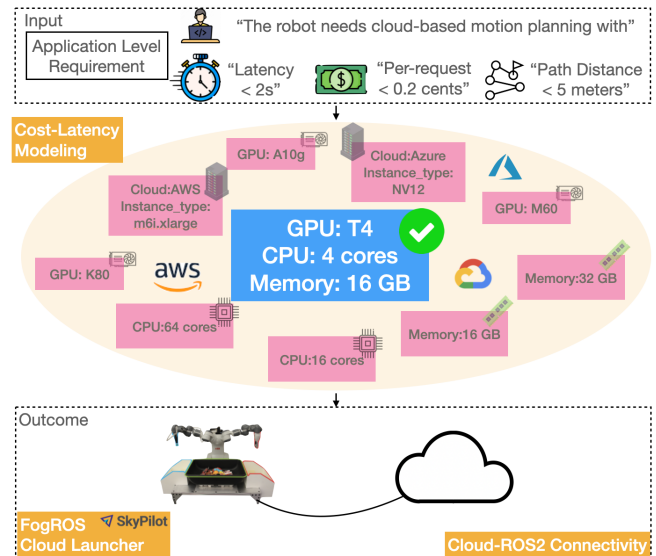 Input
“The robot needs cloud-based motion planning with”
Application Level
Requirement
“Latency
< 2s”
“Per-request
< 0.2 cents”
“Path Distance
< 5 meters”
Cost-Latency
Modeling
GPU: A10g
Cloud:Azure
Instance_type:
NV12
Cloud:AWS
Instance_type:
m6i.xlarge
GPU: M60
GPU: T4
CPU: 4 cores
Memory: 16 GB
GPU: K80
aws
Memory:32 GB
CPU:64 cores
Memory:16 GB
CPU:16 cores
Outcome
FogROS
SkyPilot
Cloud Launcher
Cloud-ROS2 Connectivity